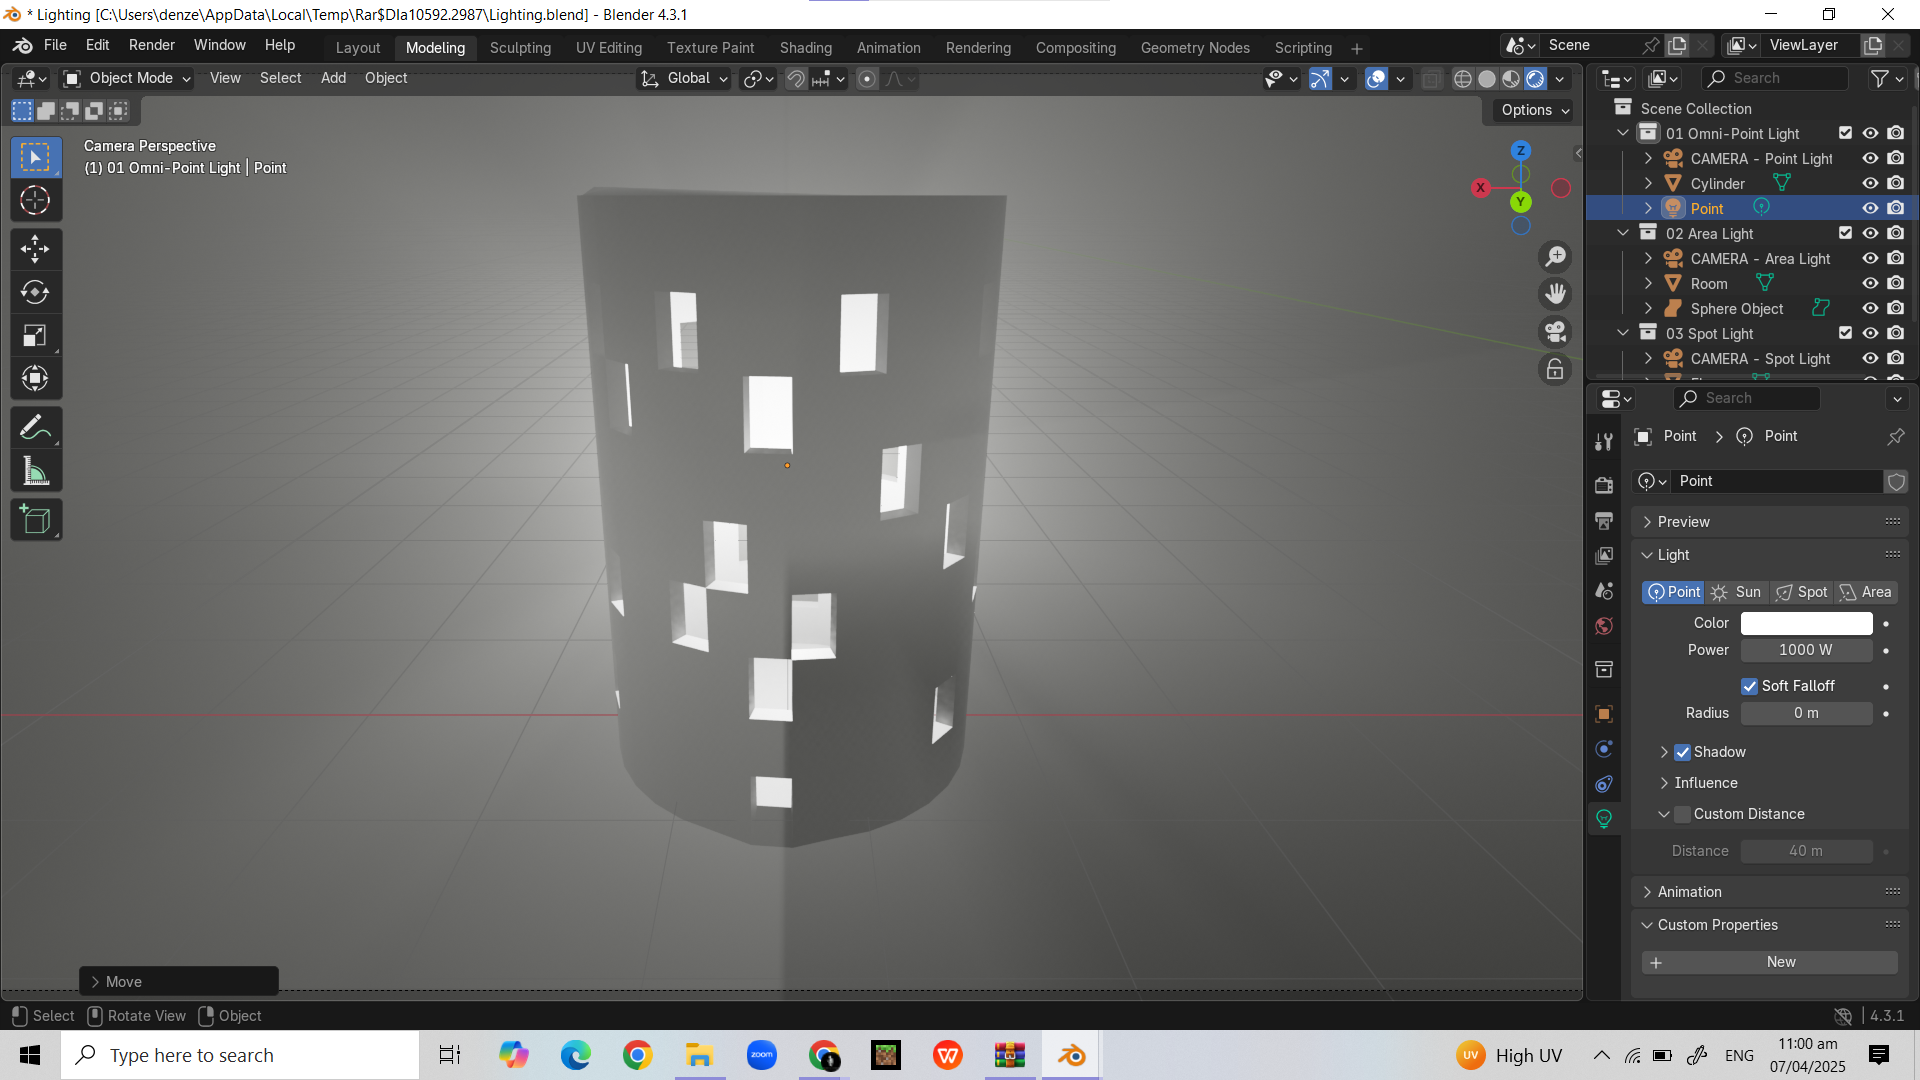 * Lighting [C:\Users\denze\AppData\Local\Temp\Rar$DIa10592.2987\Lighting.blend] - Blender 4.3.1
File Edit Render Window Help
Layout Modeling Sculpting UV Editing Texture Paint Shading Animation Rendering Compositing Geometry Nodes Scripting +
Scene
ViewLayer
Object Mode View Select Add Object
Global
Search
Options
Camera Perspective
(1) 01 Omni-Point Light | Point
Z
X
Y
Scene Collection
01 Omni-Point Light
CAMERA - Point Light
Cylinder
Point
02 Area Light
CAMERA - Area Light
Room
Sphere Object
03 Spot Light
CAMERA - Spot Light
Search
Point > Point
Point
Preview
Light
Point Sun Spot Area
Color
Power 1000 W
Soft Falloff
Radius 0 m
Shadow
Influence
Custom Distance
Distance 40 m
Animation
Custom Properties
+ New
> Move
Select Rotate View Object
4.3.1
Type here to search
zoom
UV
High UV
ENG
11:00 am
07/04/2025